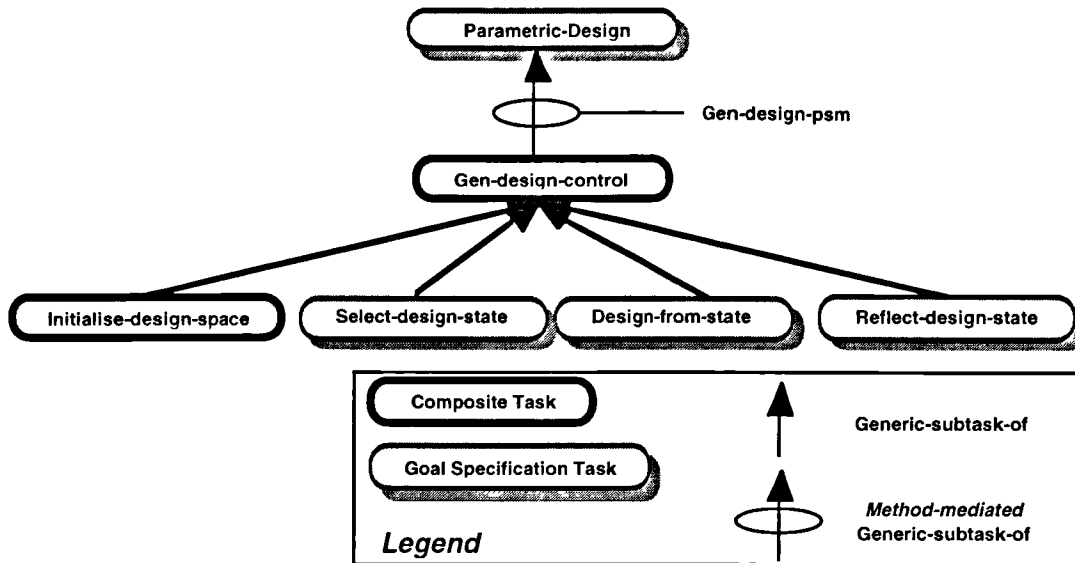 Parametric-Design
Gen-design-psm
Gen-design-control
Initialise-design-space
Select-design-state
Design-from-state
Reflect-design-state
Composite Task
Generic-subtask-of
Goal Specification Task
Method-mediated
Generic-subtask-of
Legend